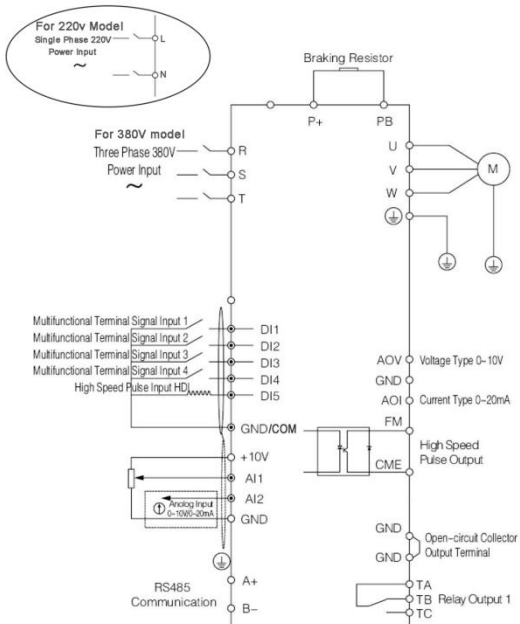 For 220v Model
Single Phase 220V
Power Input
~
L
N
Braking Resistor
P+
PB
For 380V model
Three Phase 380V
Power Input
~
R
S
T
U
V
W
M
Multifunctional Terminal Signal Input 1
Multifunctional Terminal Signal Input 2
Multifunctional Terminal Signal Input 3
Multifunctional Terminal Signal Input 4
High Speed Pulse Input HDI
DI1
DI2
DI3
DI4
DI5
GND/COM
+10V
AI1
AI2
GND
Analog Input
0~10V/0~20mA
RS485
Communication
A+
B-
AOV Voltage Type 0~10V
GND
AOI Current Type 0~20mA
FM
High Speed
Pulse Output
CME
GND
Open-circuit Collector
Output Terminal
GND
TA
TB Relay Output 1
TC